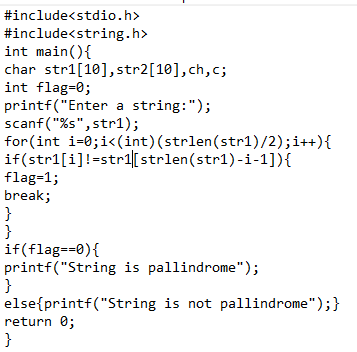 #include<stdio.h>
#include<string.h>
int main(){
char str1[10],str2[10],ch,c;
int flag=0;
printf("Enter a string:");
scanf("%s",str1);
for(int i=0;i<(int)(strlen(str1)/2);i++){
if(str1[i]!=str1[strlen(str1)-i-1]){
flag=1;
break;
}
}
if(flag==0){
printf("String is pallindrome");
}
else{printf("String is not pallindrome");}
return 0;
}